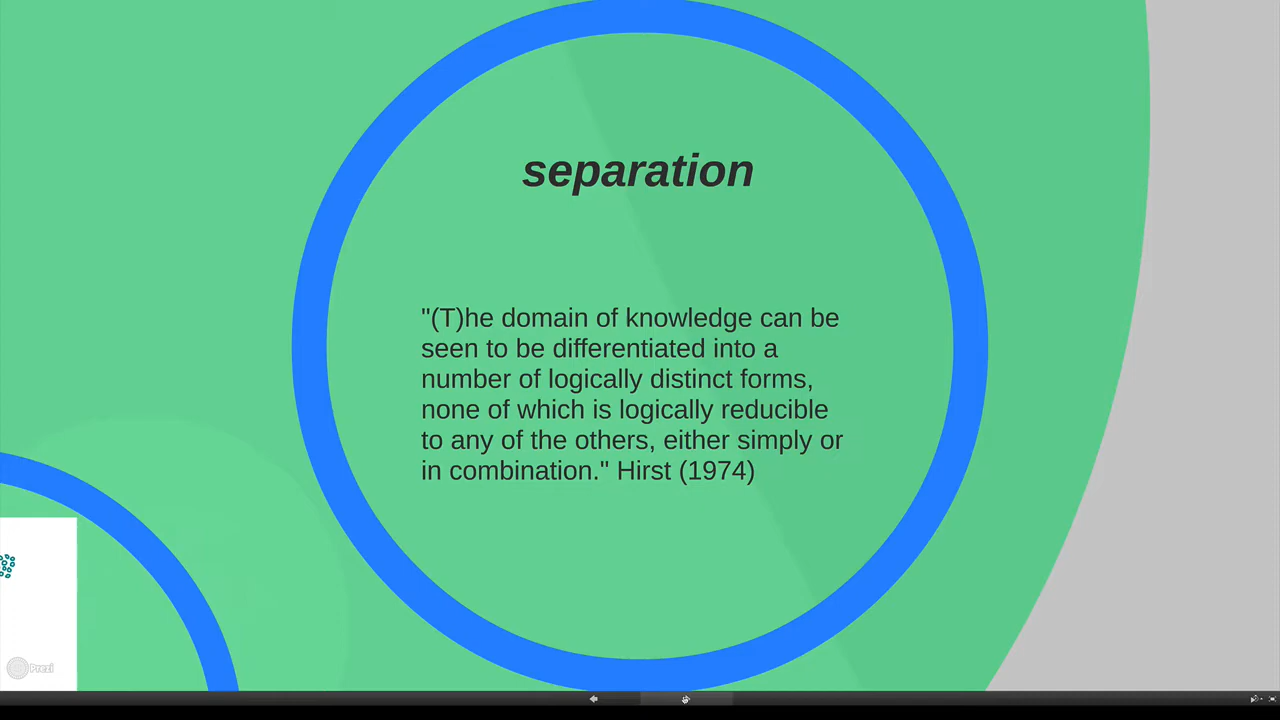 separation
"(T)he domain of knowledge can be
seen to be differentiated into a
number of logically distinct forms,
none of which is logically reducible
to any of the others, either simply or
in combination." Hirst (1974)
Prezi